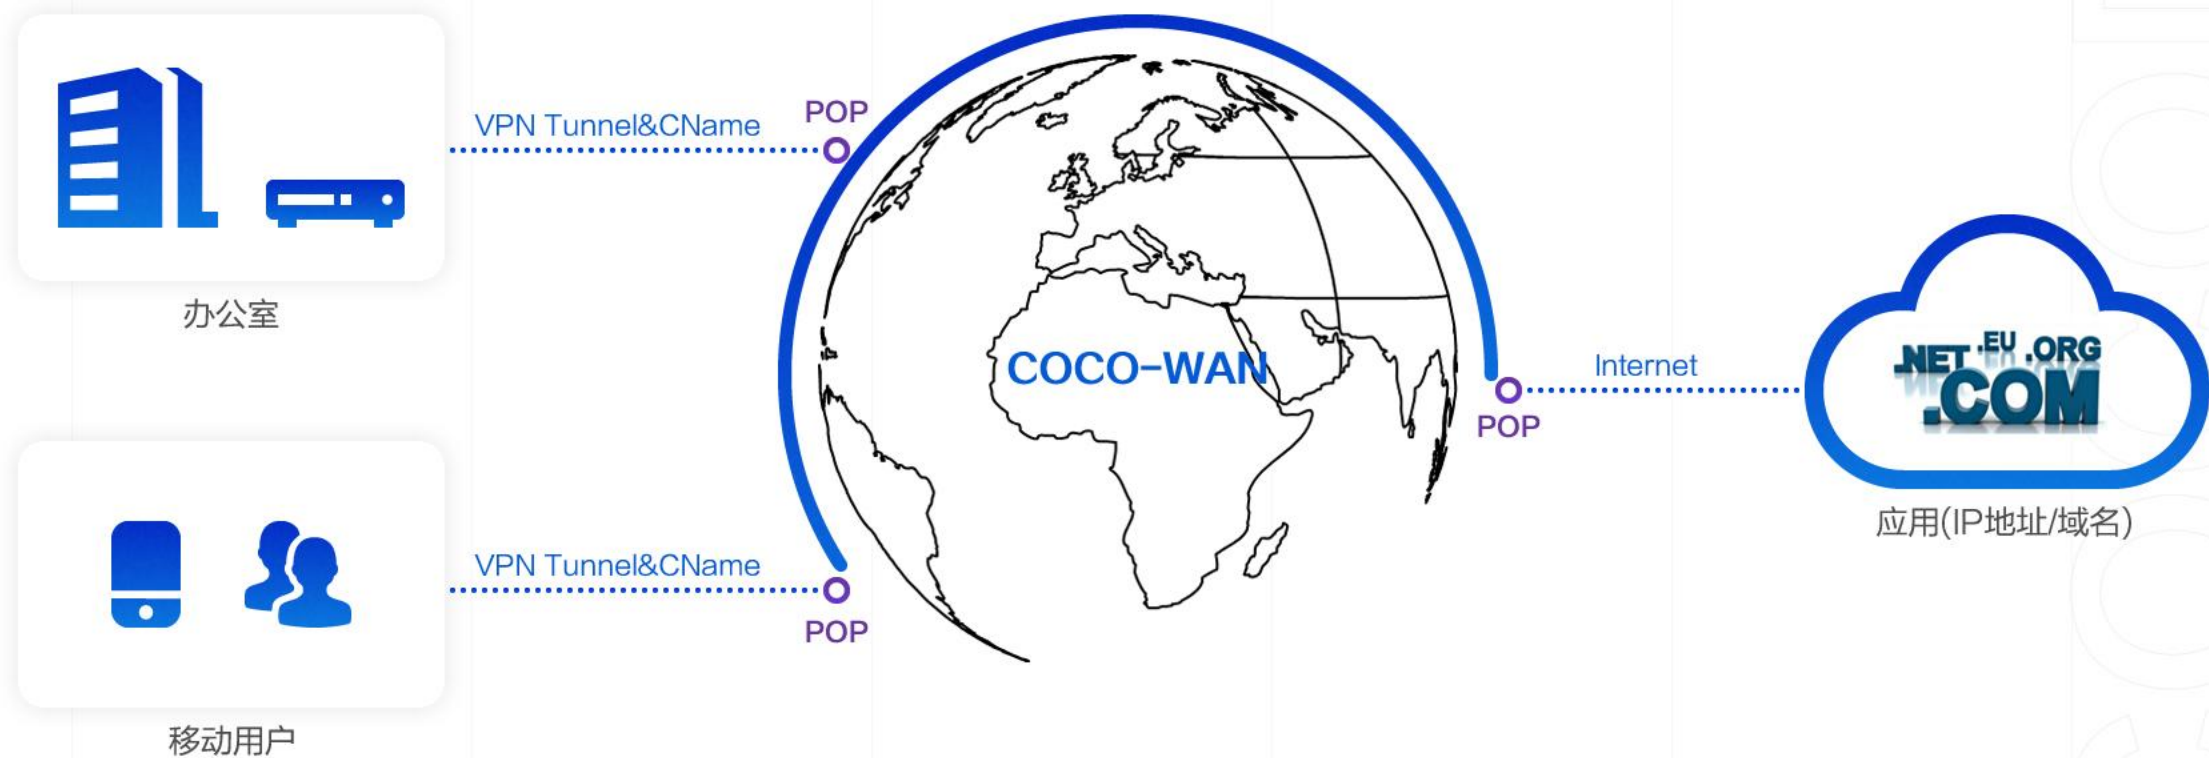 VPN Tunnel&CName
POP
办公室
COCO-WAN
Internet
POP
.NET .EU .ORG
.COM
应用(IP地址/域名)
VPN Tunnel&CName
POP
移动用户